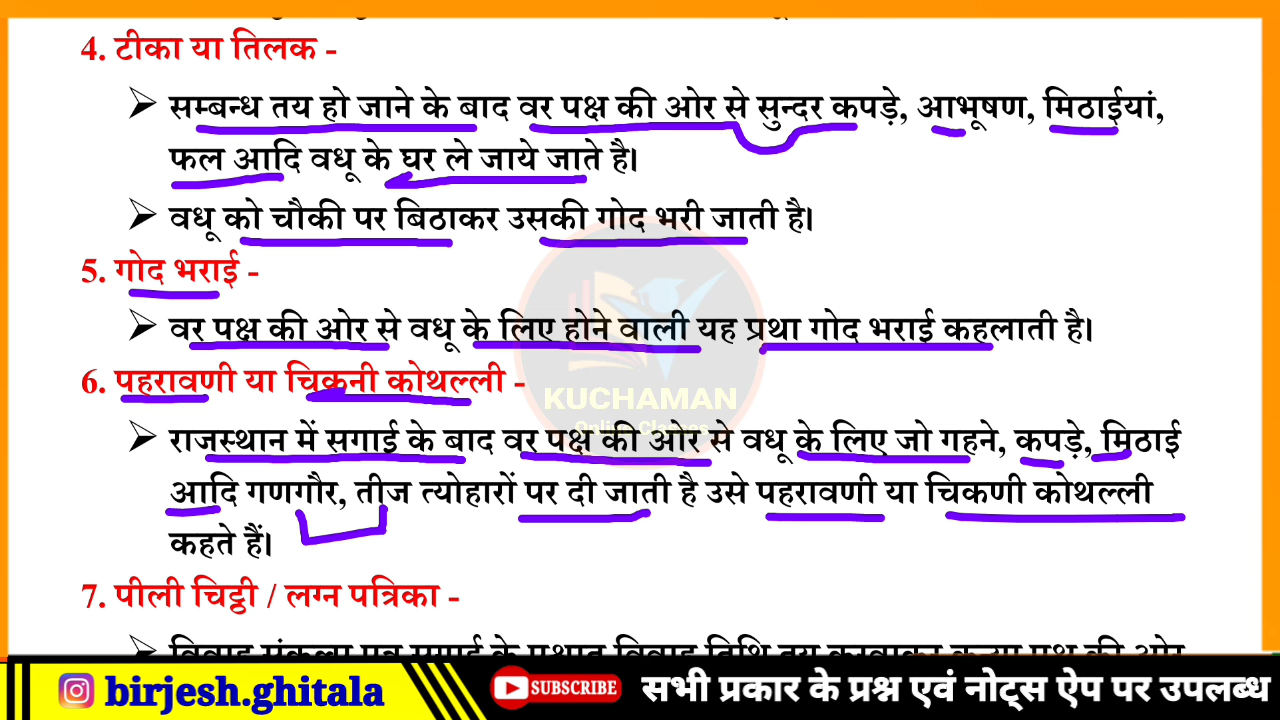 4. टीका या तिलक -
➢ सम्बन्ध तय हो जाने के बाद वर पक्ष की ओर से सुन्दर कपड़े, आभूषण, मिठाईयां,
फल आदि वधू के घर ले जाये जाते है।
➢ वधू को चौकी पर बिठाकर उसकी गोद भरी जाती है।
5. गोद भराई -
➢ वर पक्ष की ओर से वधू के लिए होने वाली यह प्रथा गोद भराई कहलाती है।
6. पहरावणी या चिकनी कोथल्ली -
KUCHAMAN
Online Classes
➢ राजस्थान में सगाई के बाद वर पक्ष की ओर से वधू के लिए जो गहने, कपड़े, मिठाई
आदि गणगौर, तीज त्योहारों पर दी जाती है उसे पहरावणी या चिकणी कोथल्ली
कहते हैं।
7. पीली चिट्ठी / लग्न पत्रिका -
birjesh.ghitala
SUBSCRIBE
सभी प्रकार के प्रश्न एवं नोट्स ऐप पर उपलब्ध